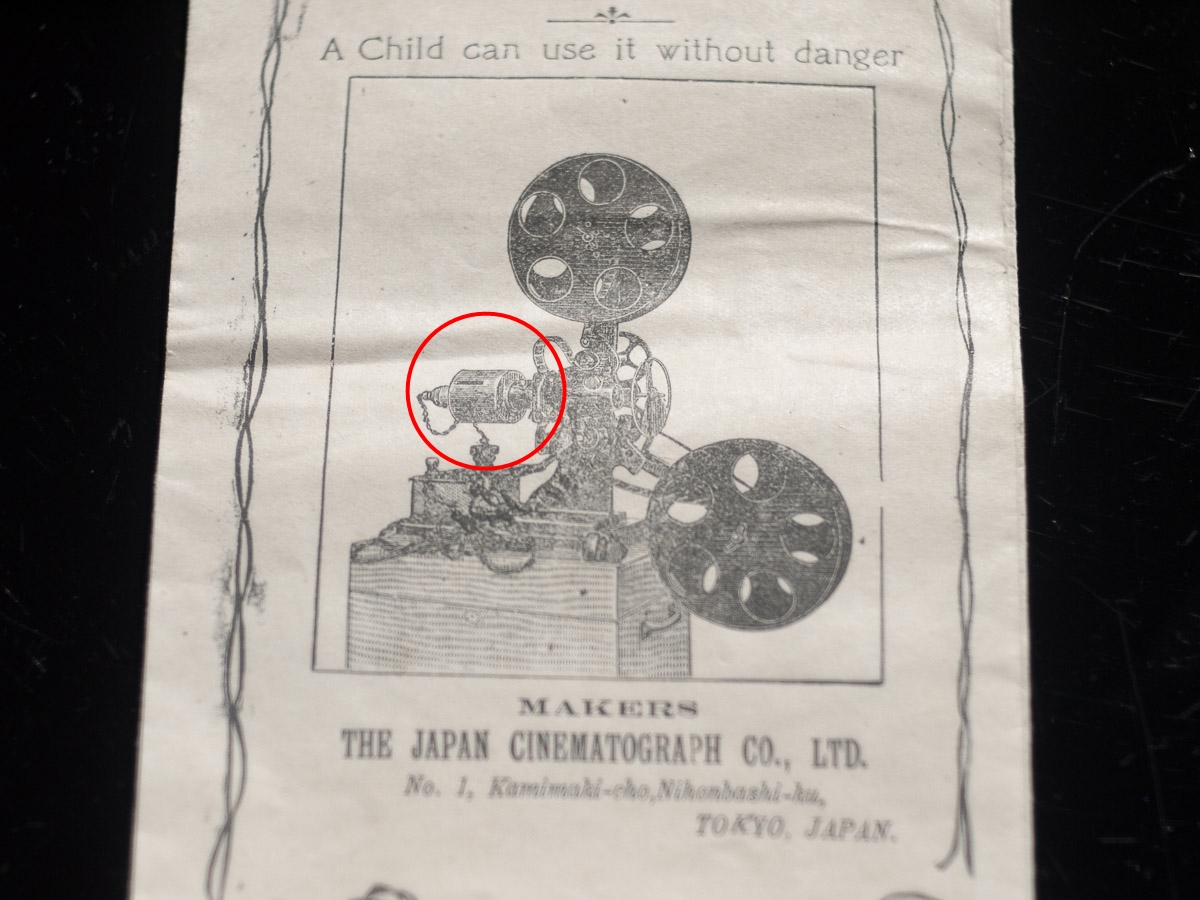 A Child can use it without danger
MAKERS
THE JAPAN CINEMATOGRAPH CO., LTD.
No. 1, Kamimaki-cho, Nihonbashi-ku,
TOKYO, JAPAN.